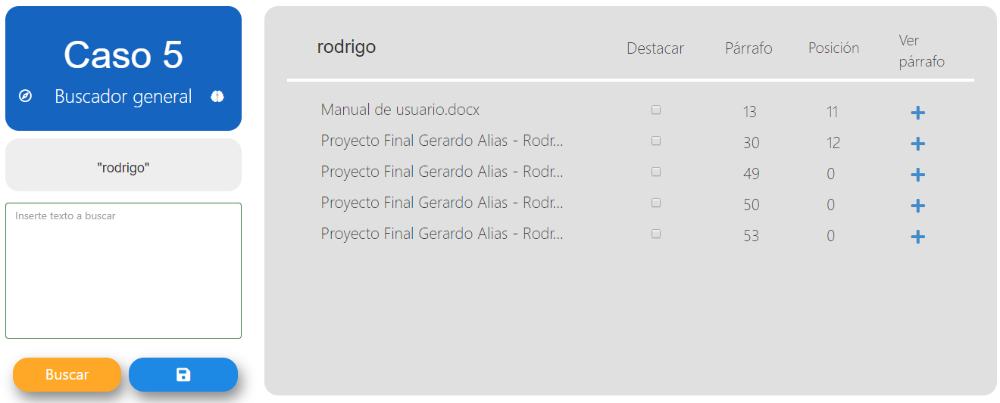 Caso 5
Buscador general
"rodrigo"
Inserte texto a buscar
Buscar
rodrigo Destacar Párrafo Posición Ver párrafo
Manual de usuario.docx 13 11
Proyecto Final Gerardo Alias - Rodr... 30 12
Proyecto Final Gerardo Alias - Rodr... 49 0
Proyecto Final Gerardo Alias - Rodr... 50 0
Proyecto Final Gerardo Alias - Rodr... 53 0